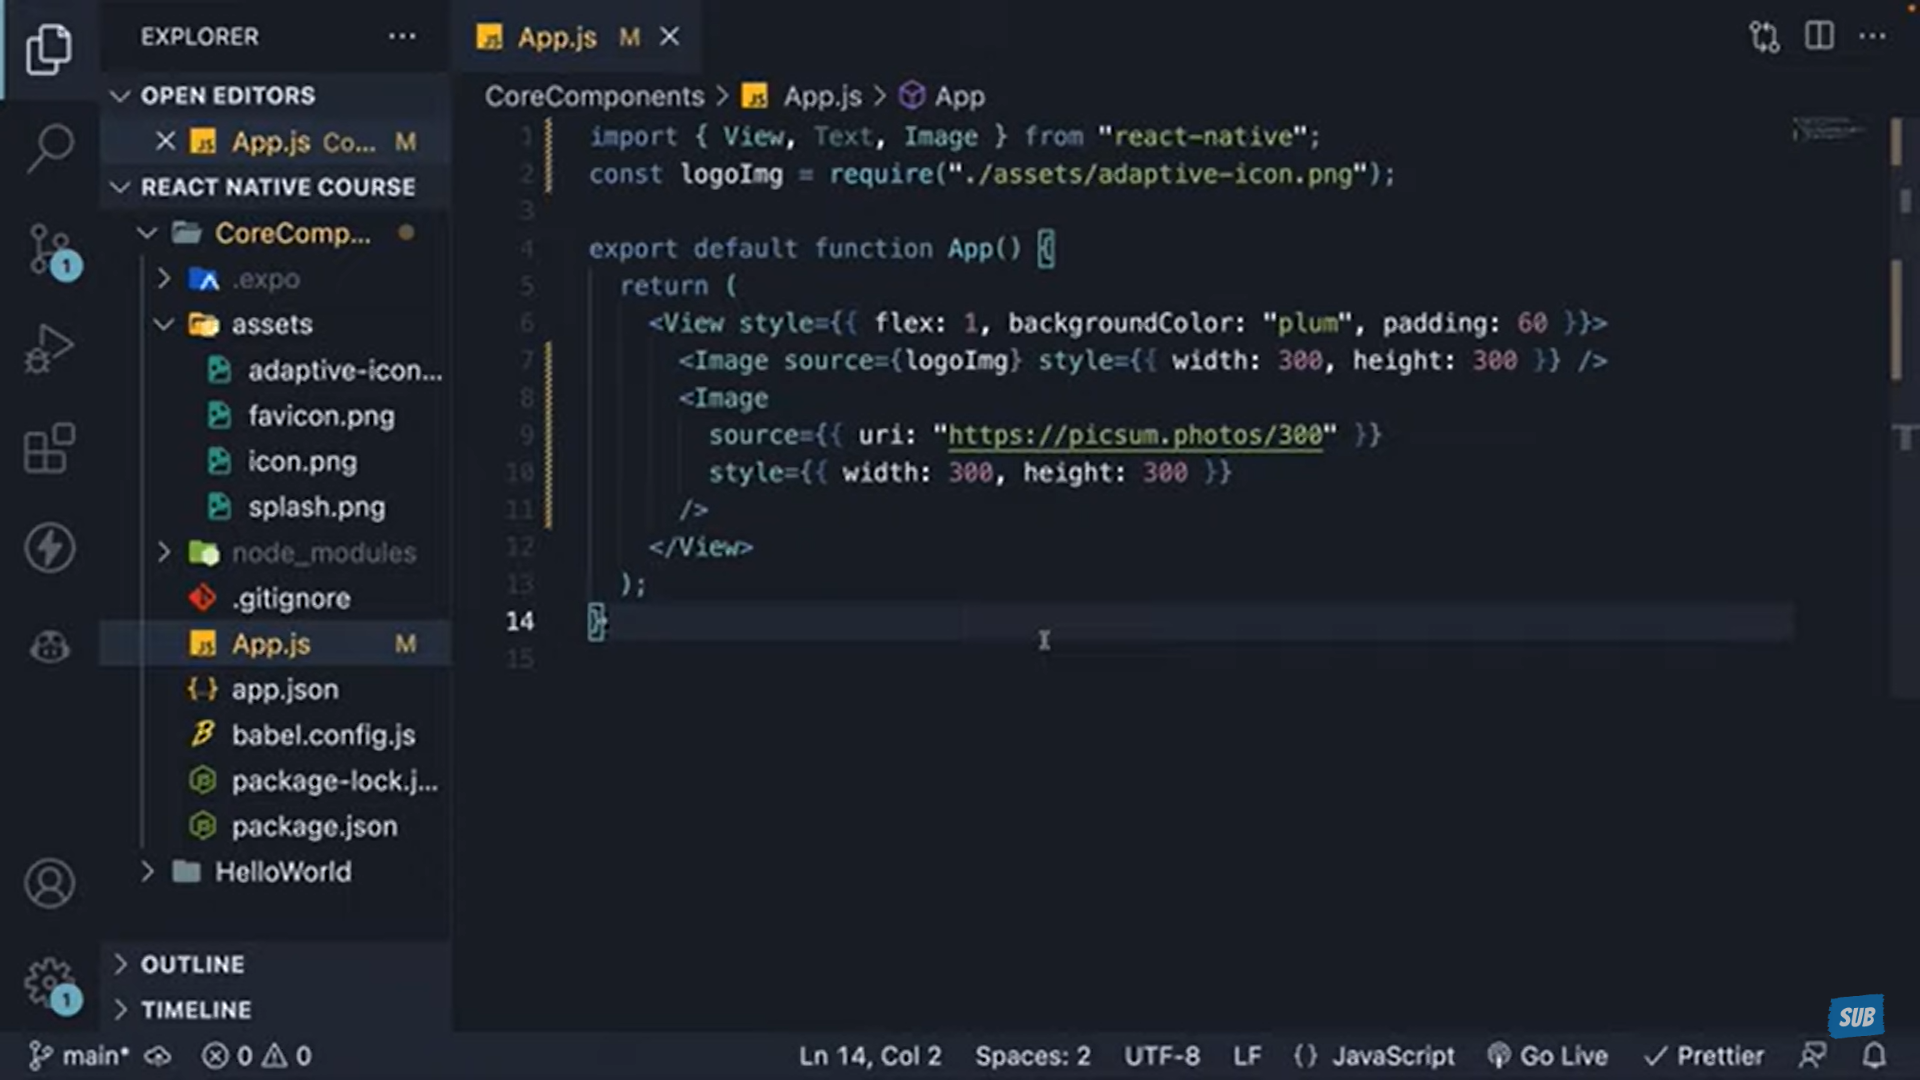 EXPLORER
OPEN EDITORS
App.js Co... M
REACT NATIVE COURSE
CoreComp...
.expo
assets
adaptive-icon...
favicon.png
icon.png
splash.png
node_modules
.gitignore
App.js M
app.json
babel.config.js
package-lock.j...
package.json
HelloWorld
OUTLINE
TIMELINE
1
1
App.js M
CoreComponents > App.js > App
1 import { View, Text, Image } from "react-native";
2 const logoImg = require("./assets/adaptive-icon.png");
3
4 export default function App() {
5 return (
6 <View style={{ flex: 1, backgroundColor: "plum", padding: 60 }}>
7 <Image source={logoImg} style={{ width: 300, height: 300 }} />
8 <Image
9 source={{ uri: "https://picsum.photos/300" }}
10 style={{ width: 300, height: 300 }}
11 />
12 </View>
13 );
14 }
15
SUB
main* 0 0 Ln 14, Col 2 Spaces: 2 UTF-8 LF {} JavaScript Go Live Prettier